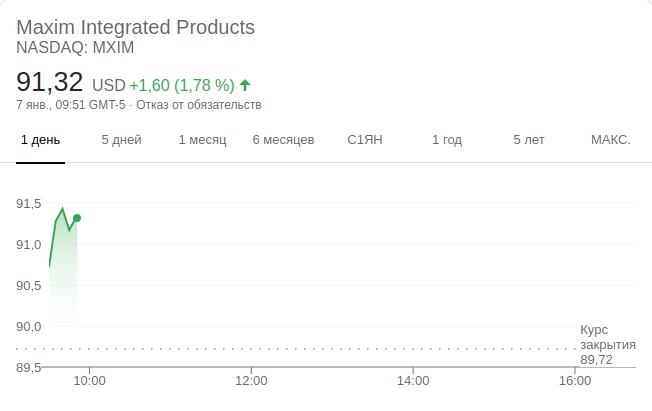 Maxim Integrated Products
NASDAQ: MXIM
91,32 USD +1,60 (1,78 %)
7 янв., 09:51 GMT-5 · Отказ от обязательств
1 день 5 дней 1 месяц 6 месяцев С1ЯН 1 год 5 лет МАКС.
91,5
91,0
90,5
90,0
Курс
закрытия
89,72
89,5
10:00 12:00 14:00 16:00